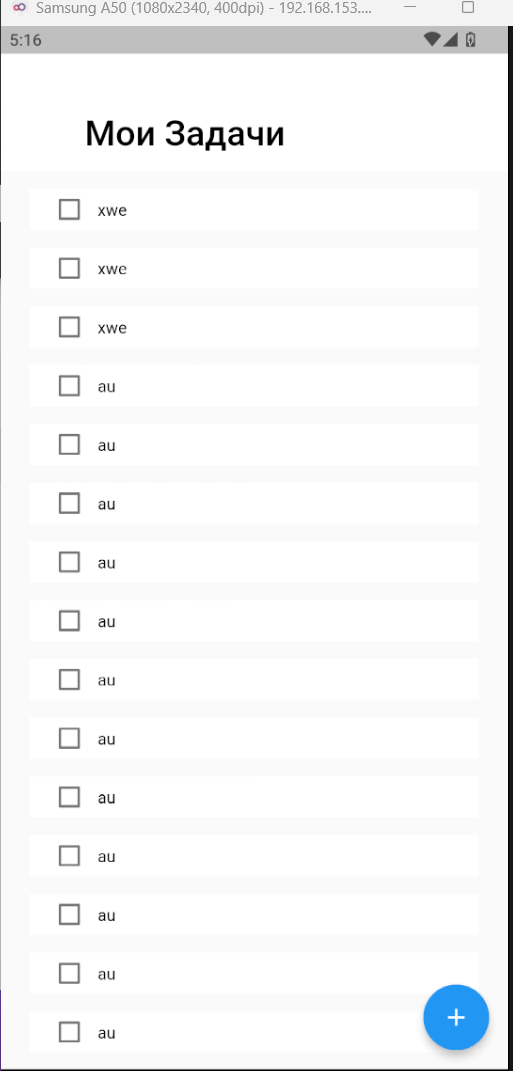 Samsung A50 (1080x2340, 400dpi) - 192.168.153....
5:16
Мои Задачи
xwe
xwe
xwe
au
au
au
au
au
au
au
au
au
au
au
au